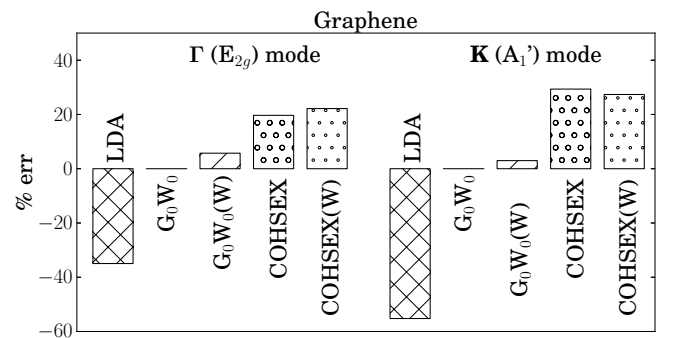 Graphene
Γ (E₂g) mode
K (A₁') mode
% err
40
20
0
−20
−40
−60
LDA
G₀W₀
G₀W₀(W)
COHSEX
COHSEX(W)
LDA
G₀W₀
G₀W₀(W)
COHSEX
COHSEX(W)